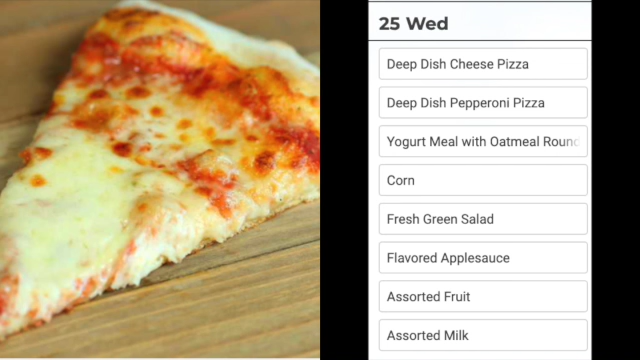 25 Wed
Deep Dish Cheese Pizza
Deep Dish Pepperoni Pizza
Yogurt Meal with Oatmeal Roun
Corn
Fresh Green Salad
Flavored Applesauce
Assorted Fruit
Assorted Milk